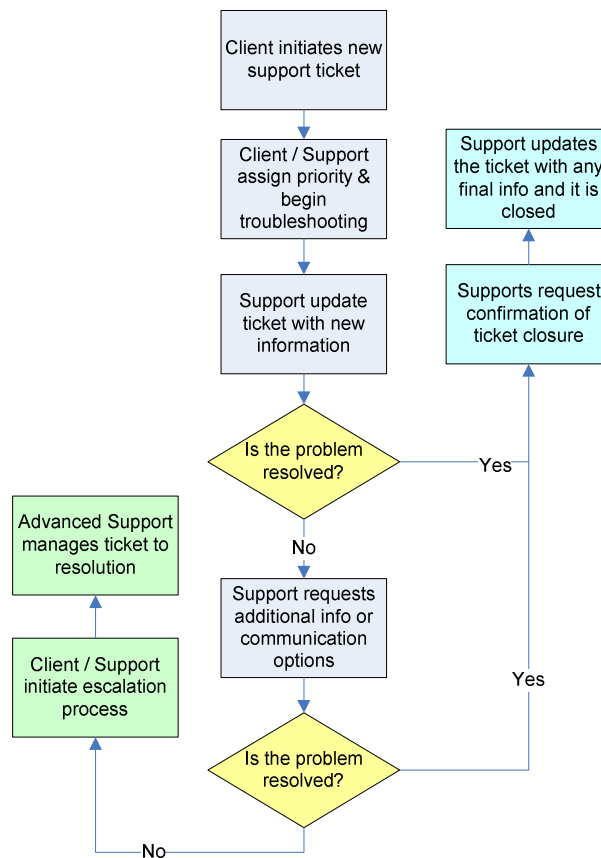 Client initiates new
support ticket
Client / Support
assign priority &
begin
troubleshooting
Support update
ticket with new
information
Is the problem
resolved?
Yes
No
Support requests
additional info or
communication
options
Is the problem
resolved?
Yes
No
Support updates
the ticket with any
final info and it is
closed
Supports request
confirmation of
ticket closure
Advanced Support
manages ticket to
resolution
Client / Support
initiate escalation
process